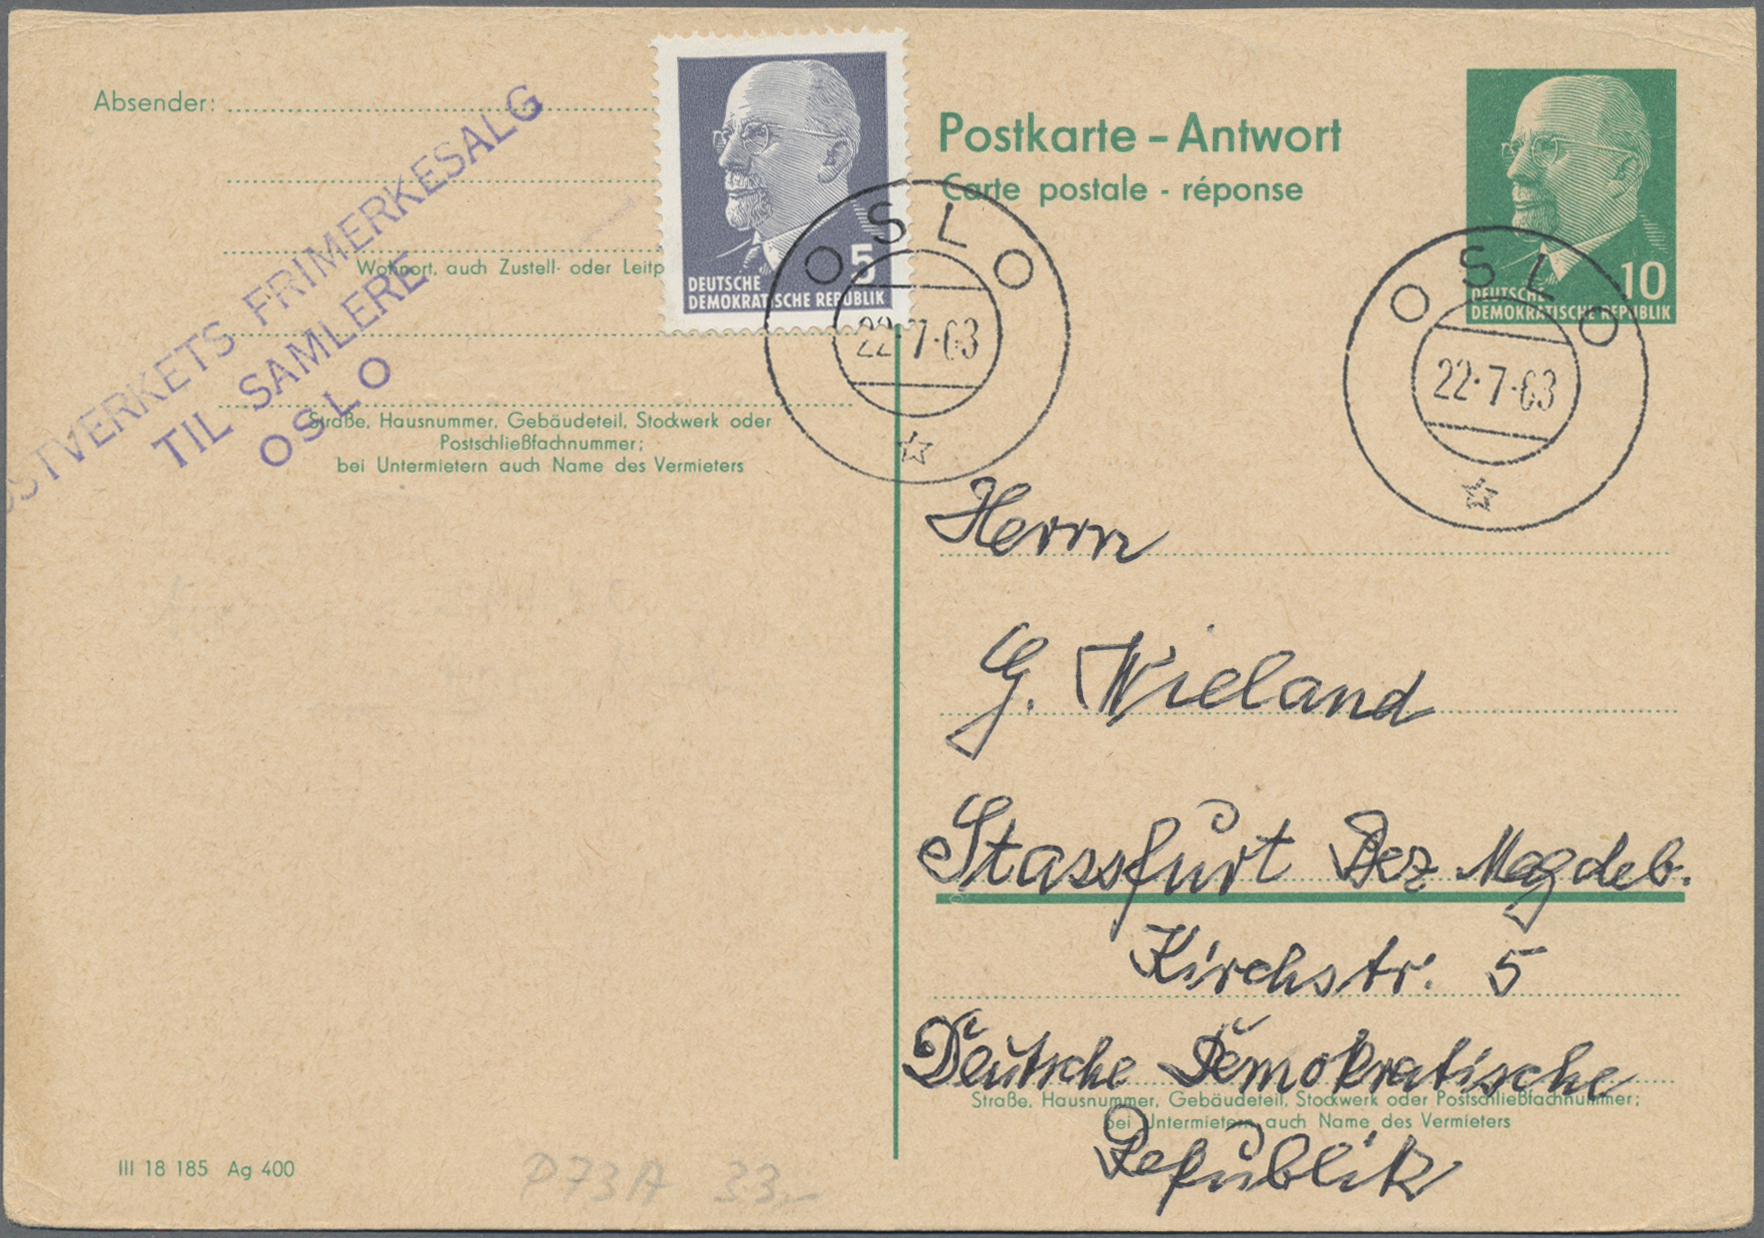 Absender:
POSTVERKETS FRIMERKESALG
TIL SAMLERE
OSLO
Wohnort, auch Zustell- oder Leitp
Straße, Hausnummer, Gebäudeteil, Stockwerk oder
Postschließfachnummer;
bei Untermietern auch Name des Vermieters
III 18 185 Ag 400
P73A 33.-
5
DEUTSCHE
DEMOKRATISCHE REPUBLIK
OSLO
22·7·63
Postkarte – Antwort
Carte postale - réponse
10
DEUTSCHE
DEMOKRATISCHE REPUBLIK
OSLO
22·7·63
Herrn
G. Wieland
Stassfurt Bez Magdeb.
Kirchstr. 5
Deutsche Demokratische
Straße, Hausnummer, Gebäudeteil, Stockwerk oder Postschließfachnummer;
bei Untermietern auch Name des Vermieters
Republik